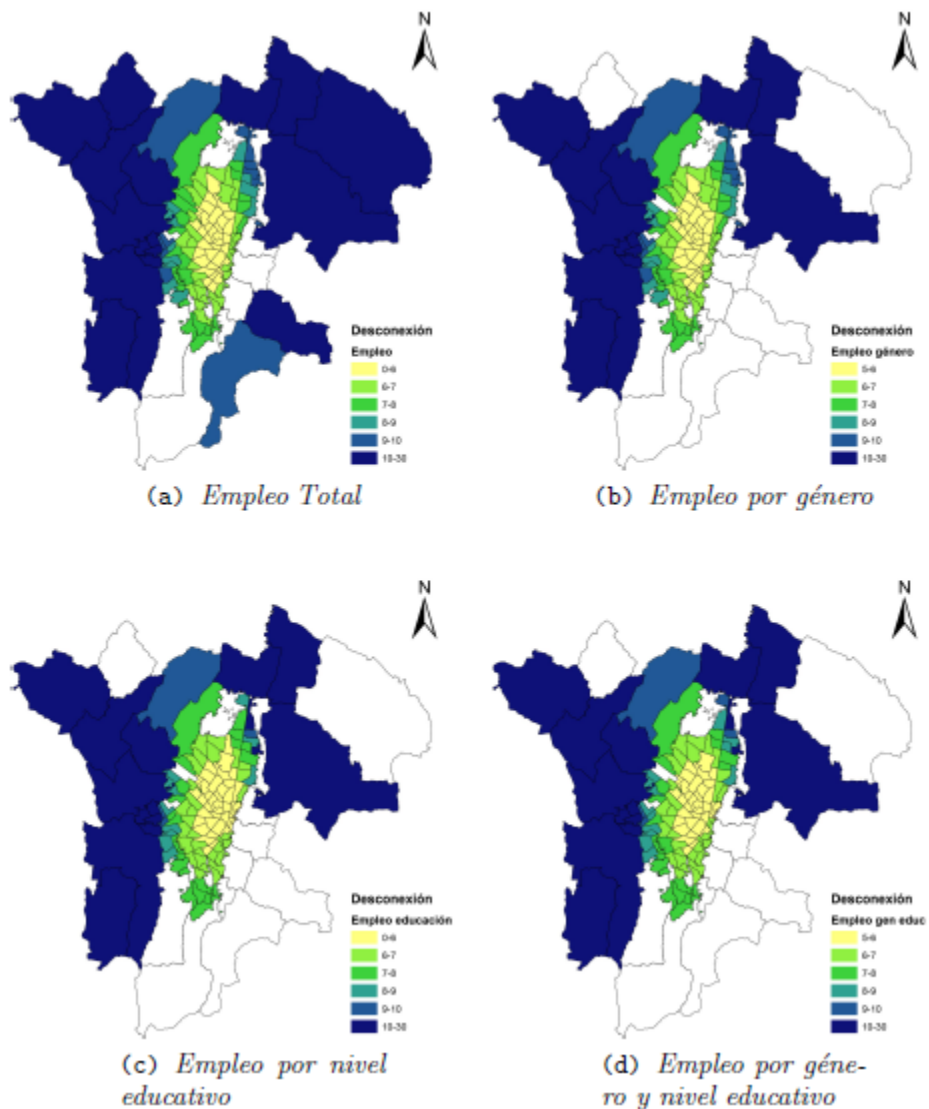 N
Desconexión
Empleo
0-6
6-7
7-8
8-9
9-10
10-30
(a) Empleo Total
N
Desconexión
Empleo género
5-6
6-7
7-8
8-9
9-10
10-30
(b) Empleo por género
N
Desconexión
Empleo educación
0-6
6-7
7-8
8-9
9-10
10-30
(c) Empleo por nivel
educativo
N
Desconexión
Empleo gen educ
5-6
6-7
7-8
8-9
9-10
10-30
(d) Empleo por géne-
ro y nivel educativo